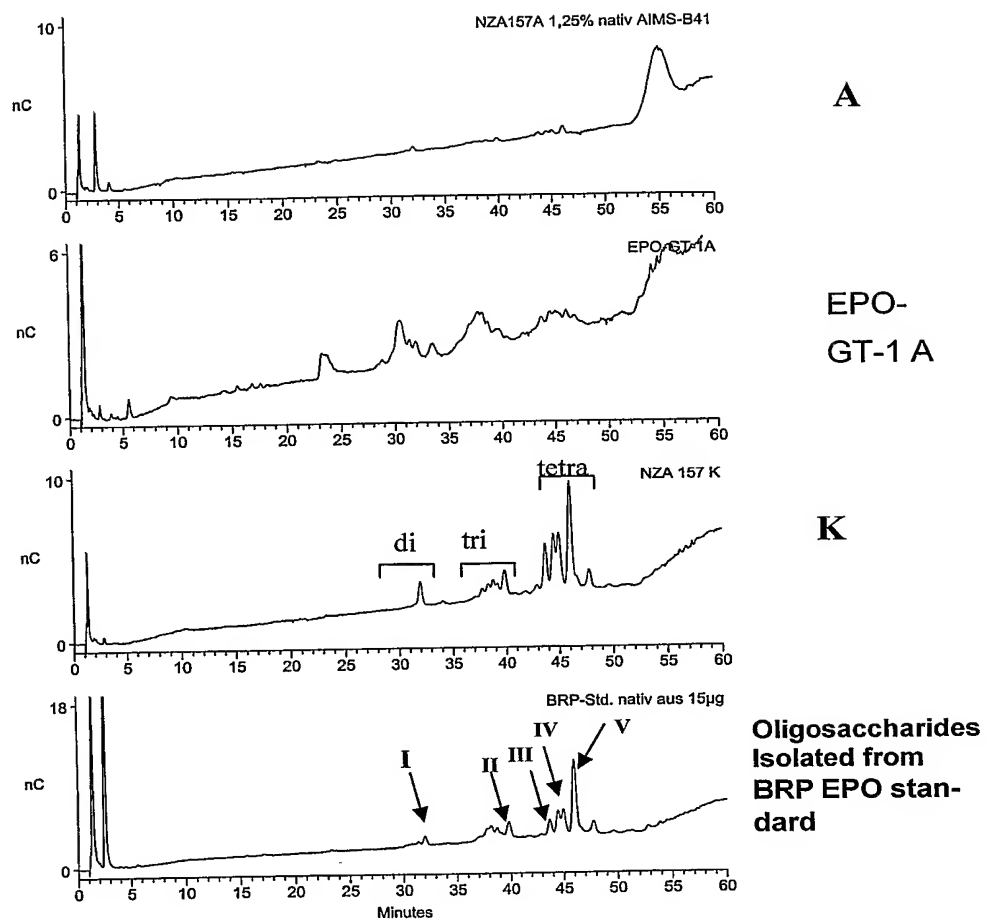 NZA157A 1,25% nativ AIMS-B41
10
nC
0
0 5 10 15 20 25 30 35 40 45 50 55 60
A
EPO-GT-1A
6
nC
0
0 5 10 15 20 25 30 35 40 45 50 55 60
EPO-
GT-1 A
NZA 157 K
10
nC
0
di
tri
tetra
0 5 10 15 20 25 30 35 40 45 50 55 60
K
BRP-Std. nativ aus 15µg
18
nC
0
I
II
III
IV
V
0 5 10 15 20 25 30 35 40 45 50 55 60
Minutes
Oligosaccharides
Isolated from
BRP EPO stan-
dard